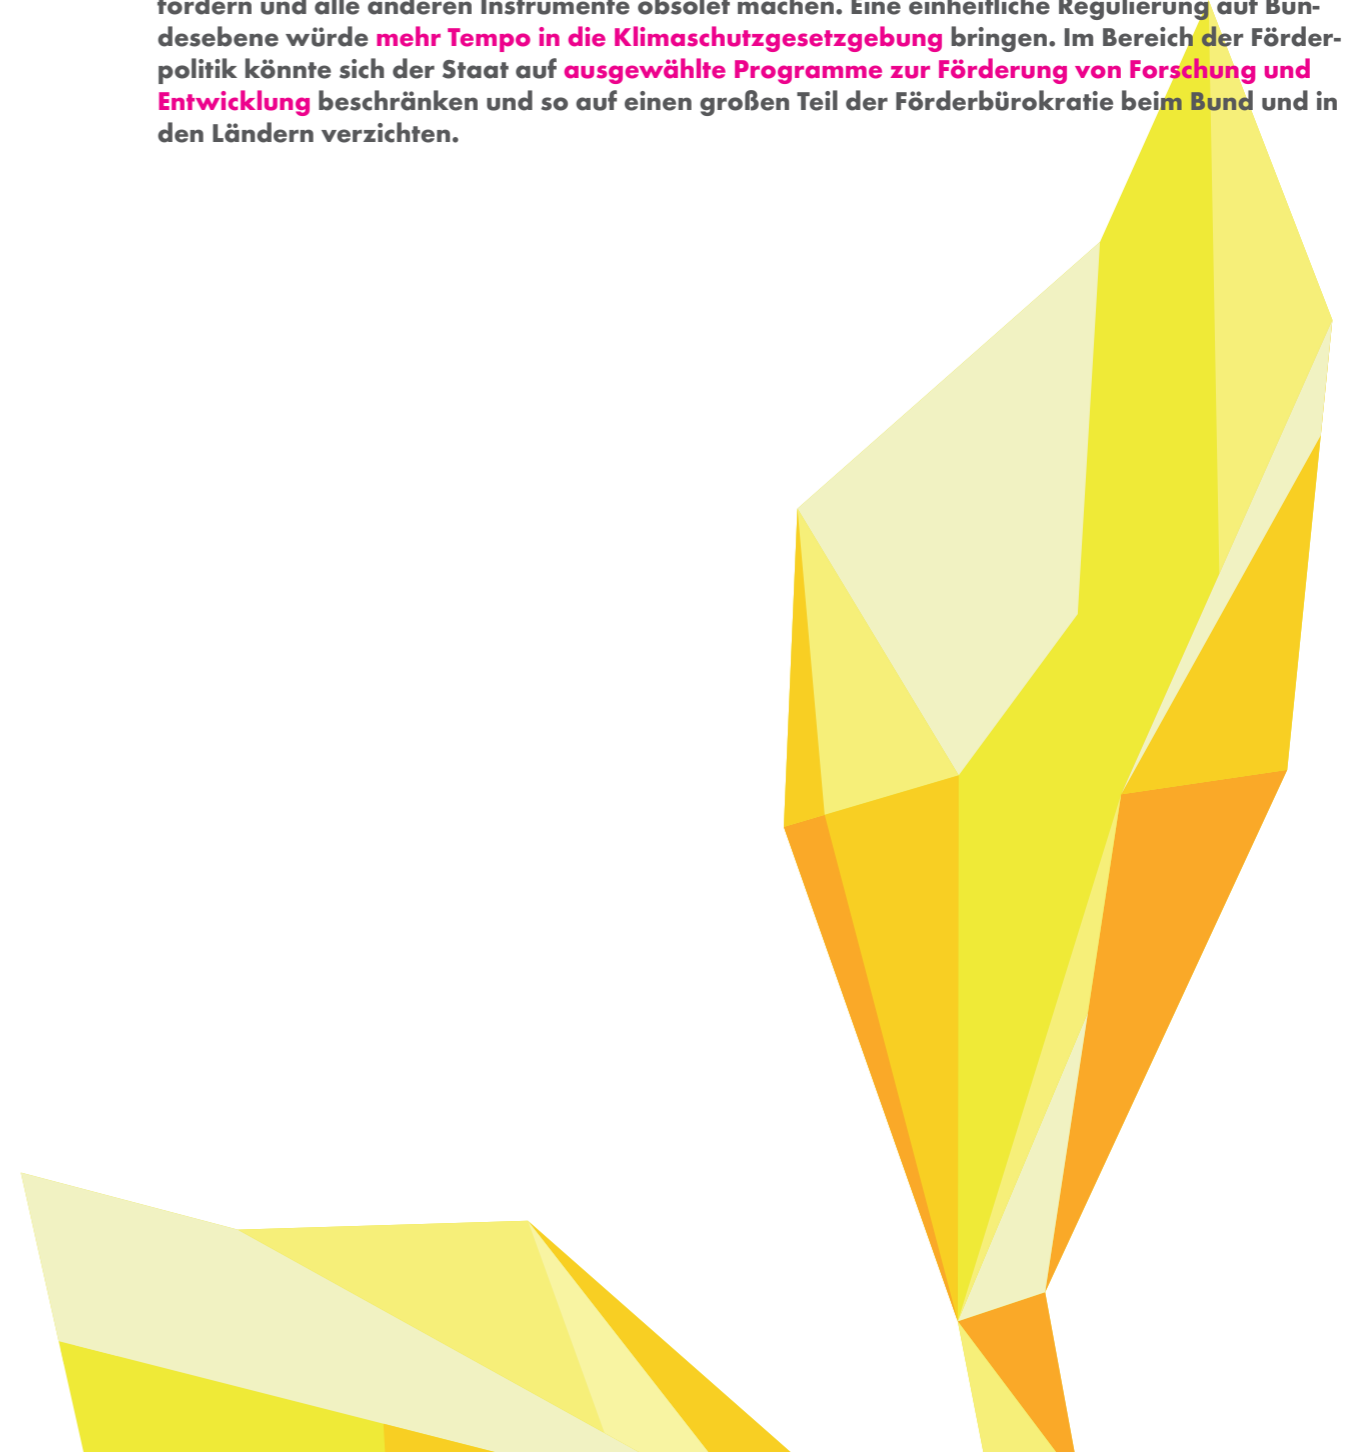 fördern und alle anderen Instrumente obsolet machen. Eine einheitliche Regulierung auf Bun-
desebene würde mehr Tempo in die Klimaschutzgesetzgebung bringen. Im Bereich der Förder-
politik könnte sich der Staat auf ausgewählte Programme zur Förderung von Forschung und
Entwicklung beschränken und so auf einen großen Teil der Förderbürokratie beim Bund und in
den Ländern verzichten.